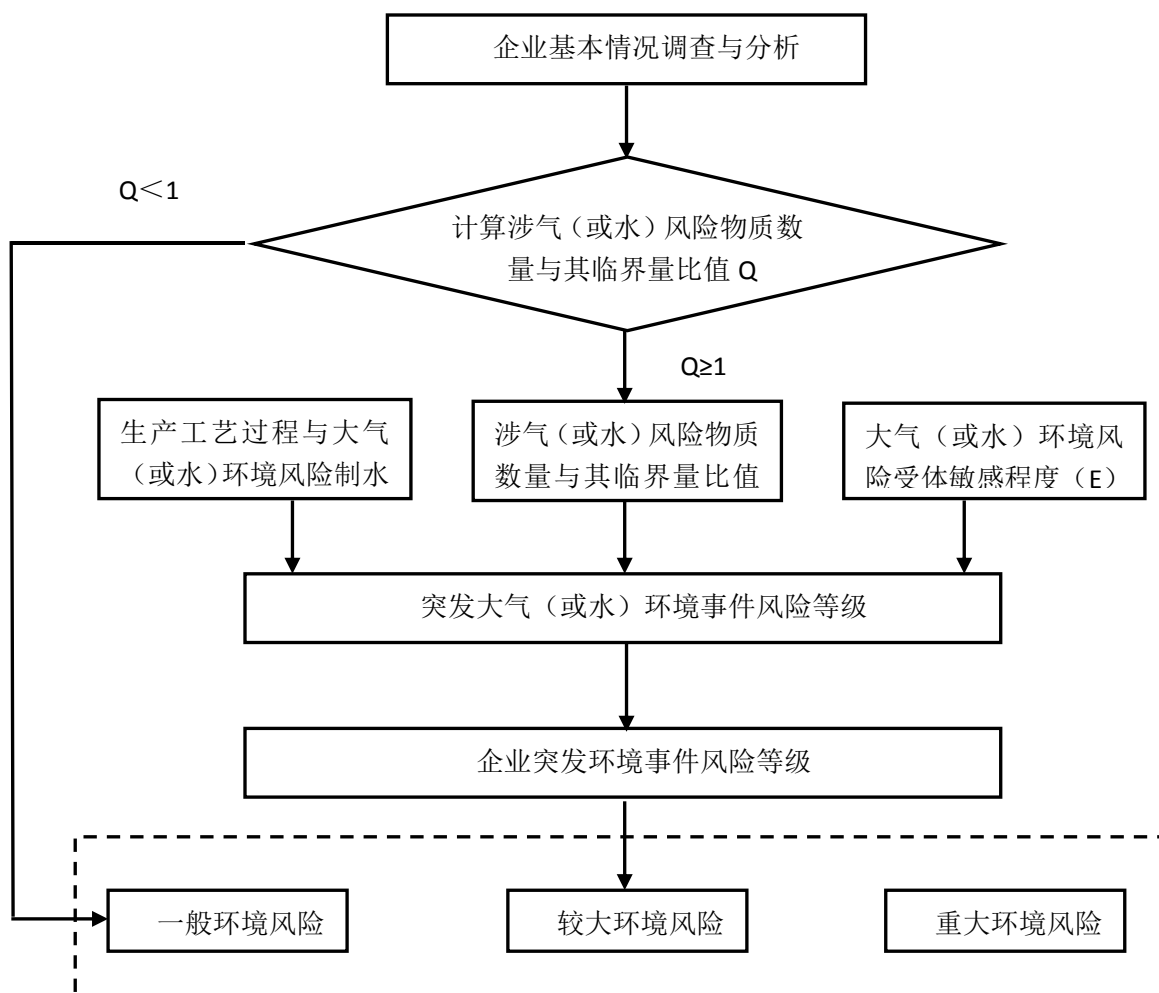 企业基本情况调查与分析
Q＜1
计算涉气（或水）风险物质数
量与其临界量比值 Q
Q≥1
生产工艺过程与大气
（或水）环境风险制水
涉气（或水）风险物质
数量与其临界量比值
大气（或水）环境风
险受体敏感程度（E）
突发大气（或水）环境事件风险等级
企业突发环境事件风险等级
一般环境风险
较大环境风险
重大环境风险